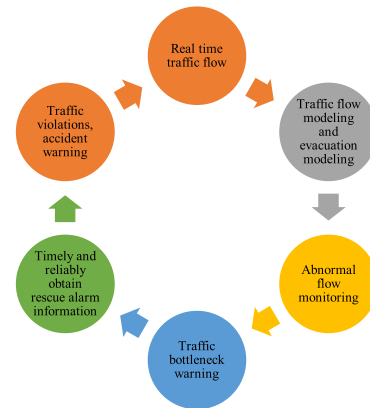 Real time
traffic flow
Traffic flow
modeling
and
evacuation
modeling
Abnormal
flow
monitoring
Traffic
bottleneck
warning
Timely and
reliably
obtain
rescue alarm
information
Traffic
violations,
accident
warning